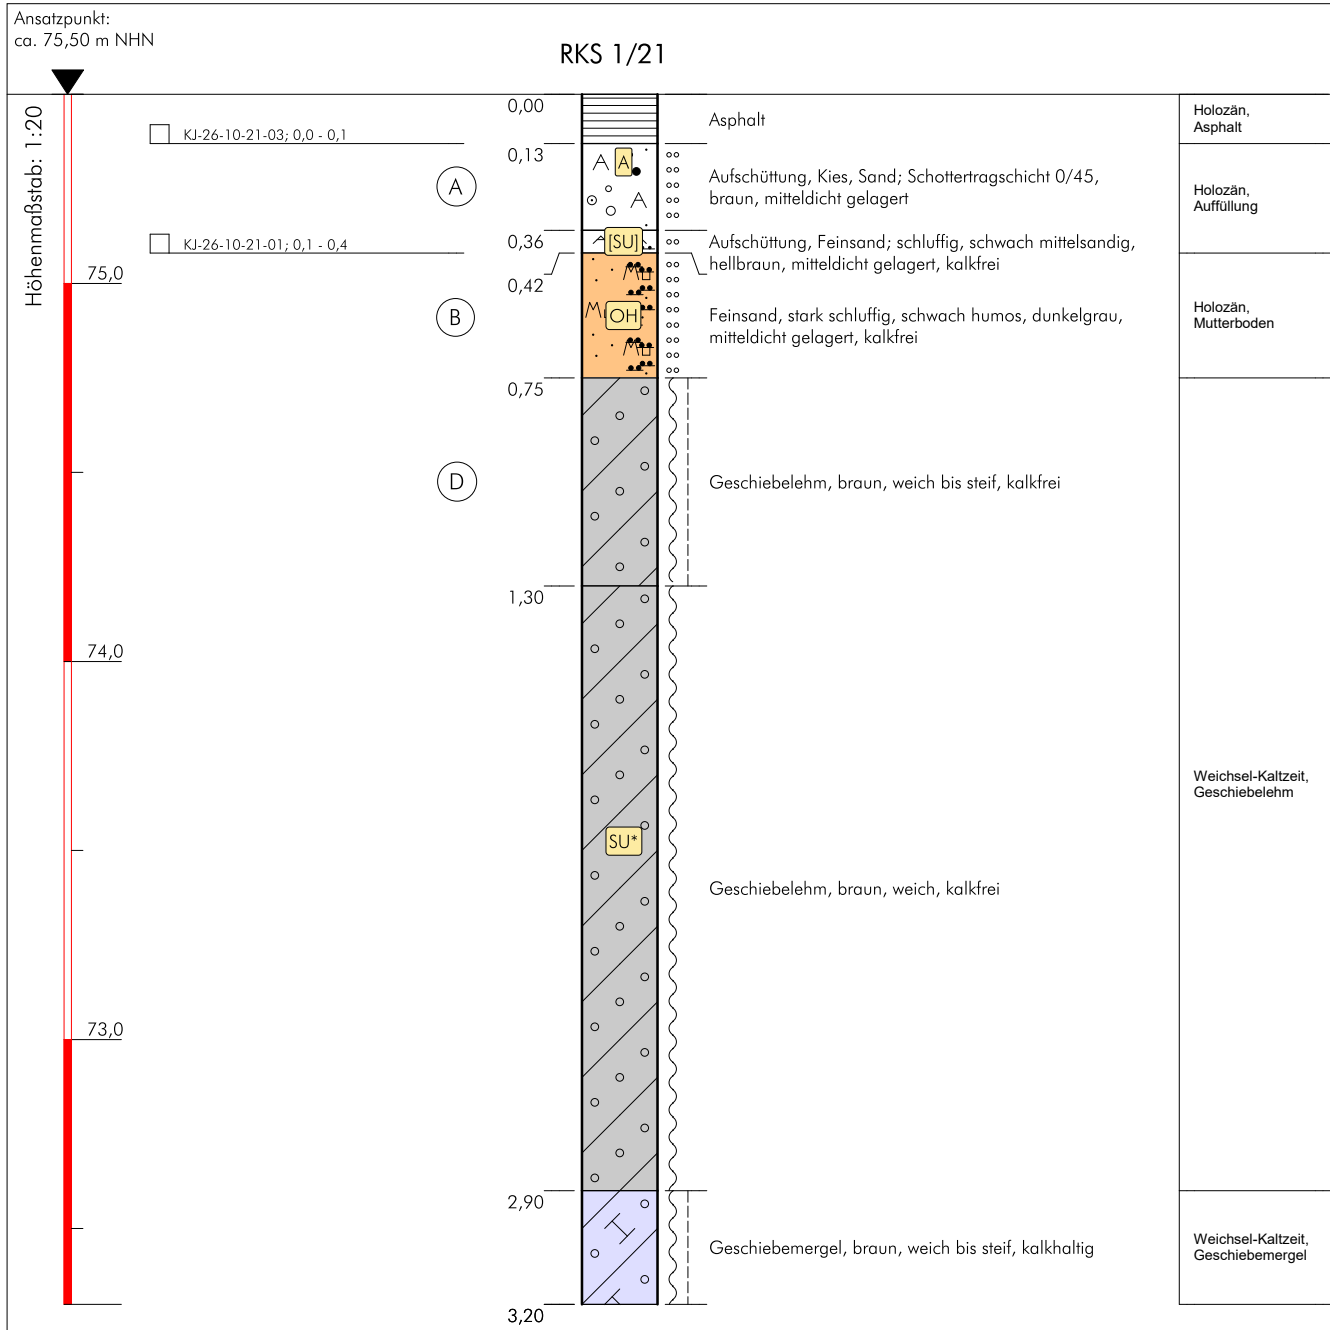 Ansatzpunkt:
ca. 75,50 m NHN
RKS 1/21
Höhenmaßstab: 1:20
0,00
Asphalt
Holozän,
Asphalt
KJ-26-10-21-03; 0,0 - 0,1
0,13
A
A
A
A
Aufschüttung, Kies, Sand; Schottertragschicht 0/45,
braun, mitteldicht gelagert
Holozän,
Auffüllung
KJ-26-10-21-01; 0,1 - 0,4
0,36
[SU]
Aufschüttung, Feinsand; schluffig, schwach mittelsandig,
hellbraun, mitteldicht gelagert, kalkfrei
75,0
0,42
B
OH
Mu
Mu
Feinsand, stark schluffig, schwach humos, dunkelgrau,
mitteldicht gelagert, kalkfrei
Holozän,
Mutterboden
0,75
D
Geschiebelehm, braun, weich bis steif, kalkfrei
1,30
74,0
Weichsel-Kaltzeit,
Geschiebelehm
SU*
Geschiebelehm, braun, weich, kalkfrei
73,0
2,90
Geschiebemergel, braun, weich bis steif, kalkhaltig
Weichsel-Kaltzeit,
Geschiebemergel
3,20